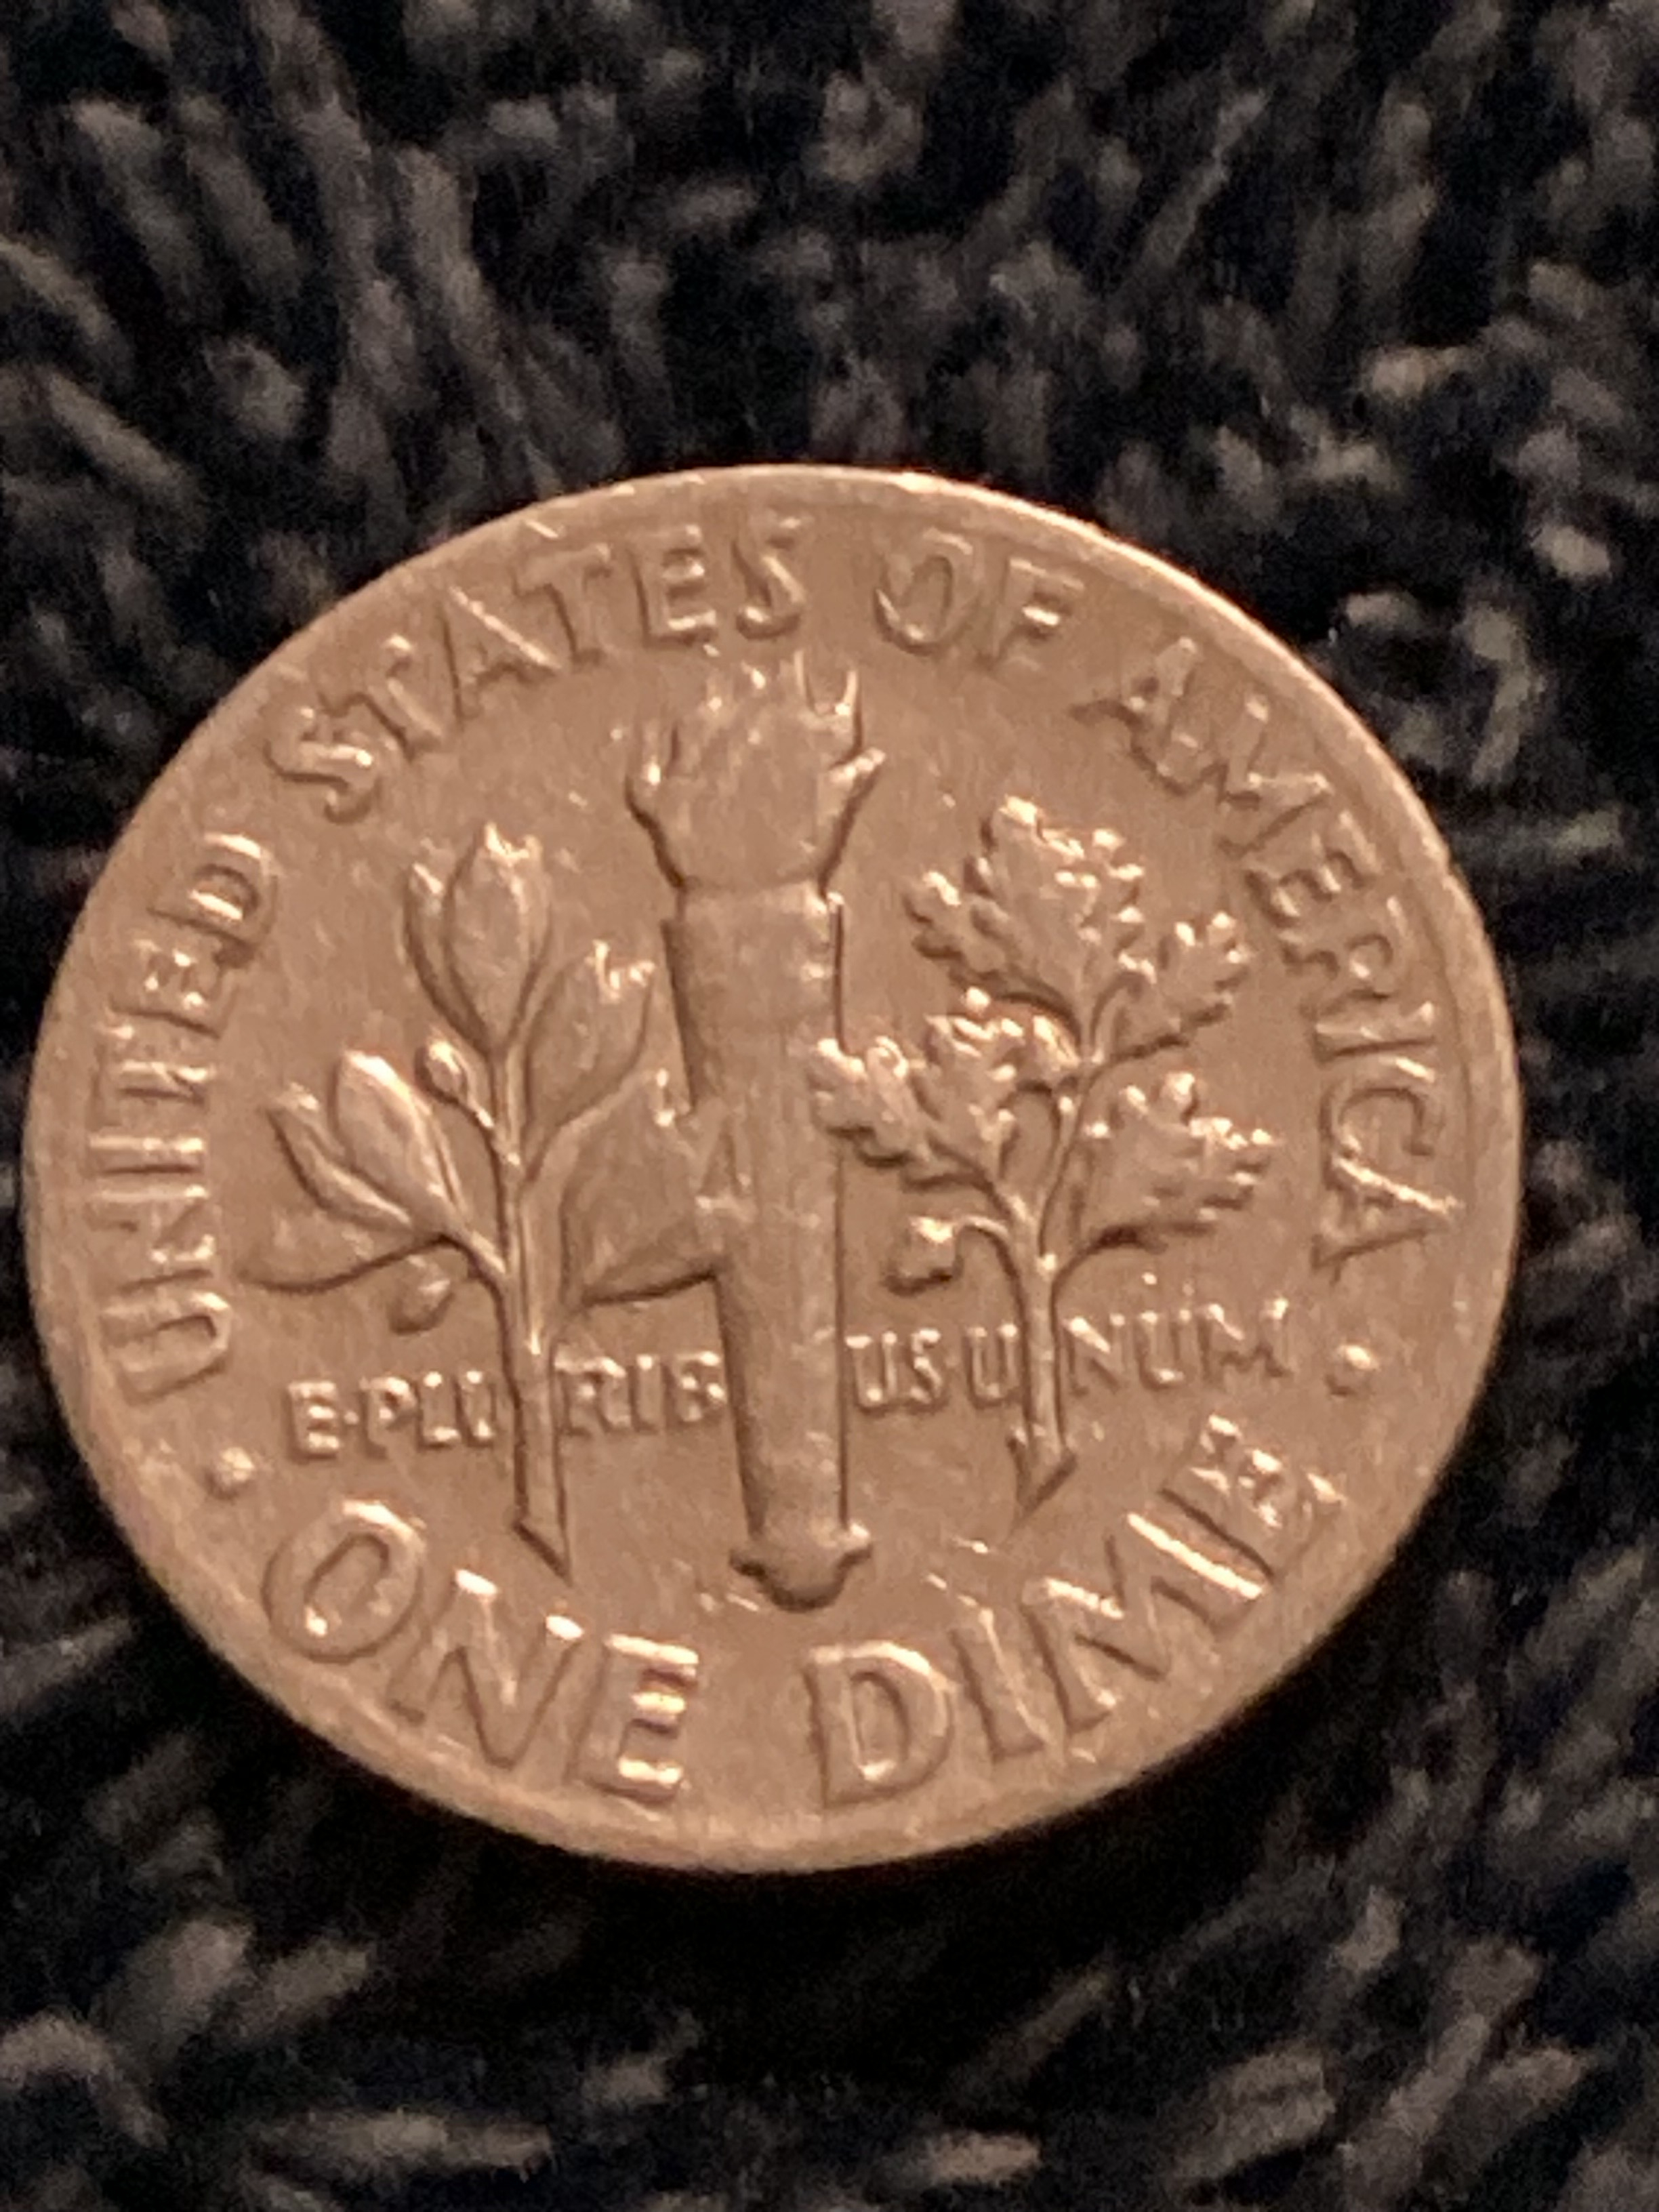 UNITED STATES OF AMERICA
E·PLURIBUS·UNUM
· ONE DIME ·